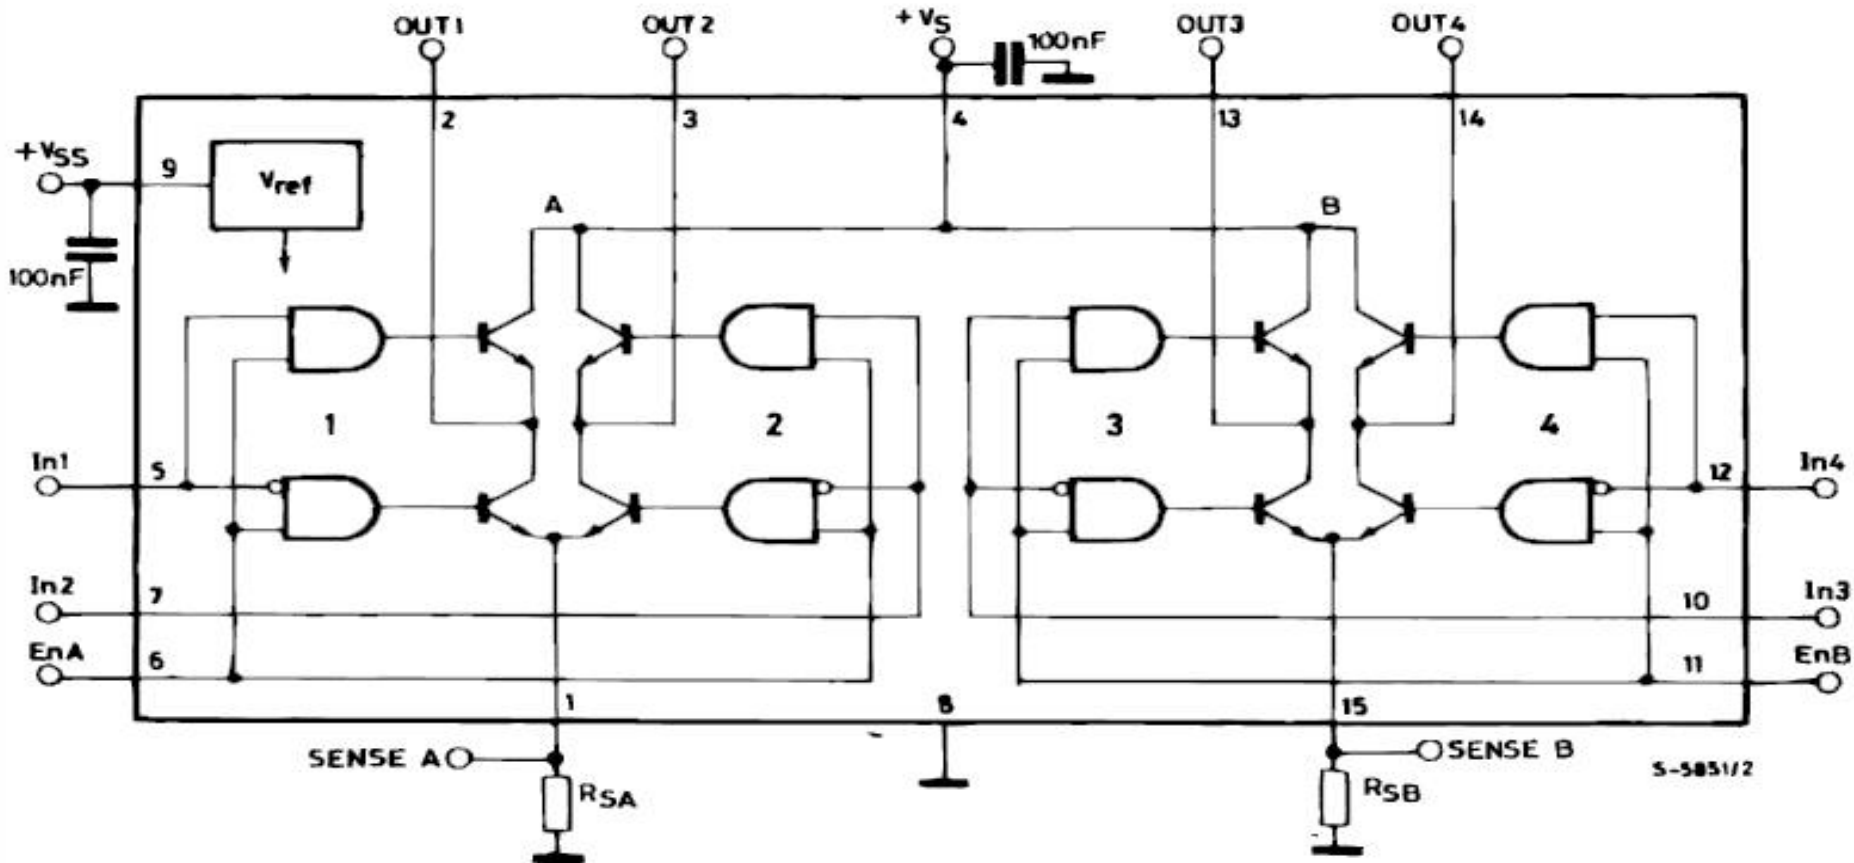 OUT1
OUT2
+VS
100nF
OUT3
OUT4
2
3
4
13
14
+VSS
9
Vref
100nF
A
B
1
2
3
4
In1
5
12
In4
In2
7
10
In3
EnA
6
11
EnB
1
8
15
SENSE A
RSA
SENSE B
RSB
S-5851/2